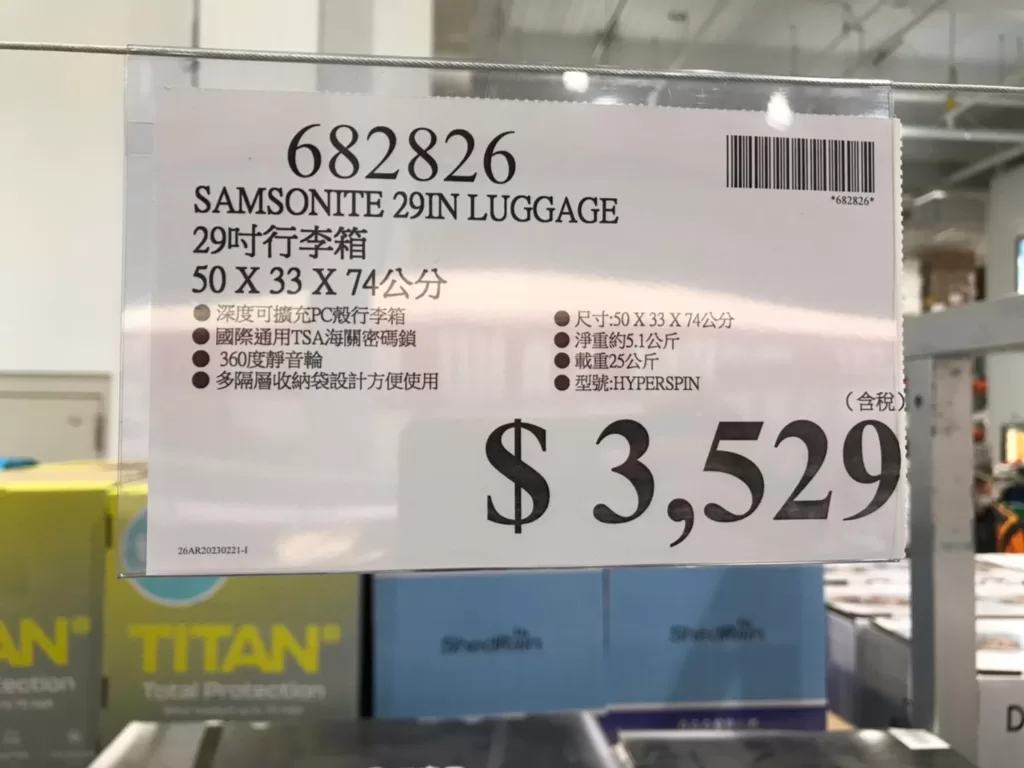 682826
*682826*
SAMSONITE 29IN LUGGAGE
29吋行李箱
50 X 33 X 74公分
● 深度可擴充PC殼行李箱
● 國際通用TSA海關密碼鎖
● 360度靜音輪
● 多隔層收納袋設計方便使用
● 尺寸:50 X 33 X 74公分
● 淨重約5.1公斤
● 載重25公斤
● 型號:HYPERSPIN
(含稅)
$ 3,529
26AR20230221-I
AN
TITAN
Total Protection
ShedRain
ShedRain
D